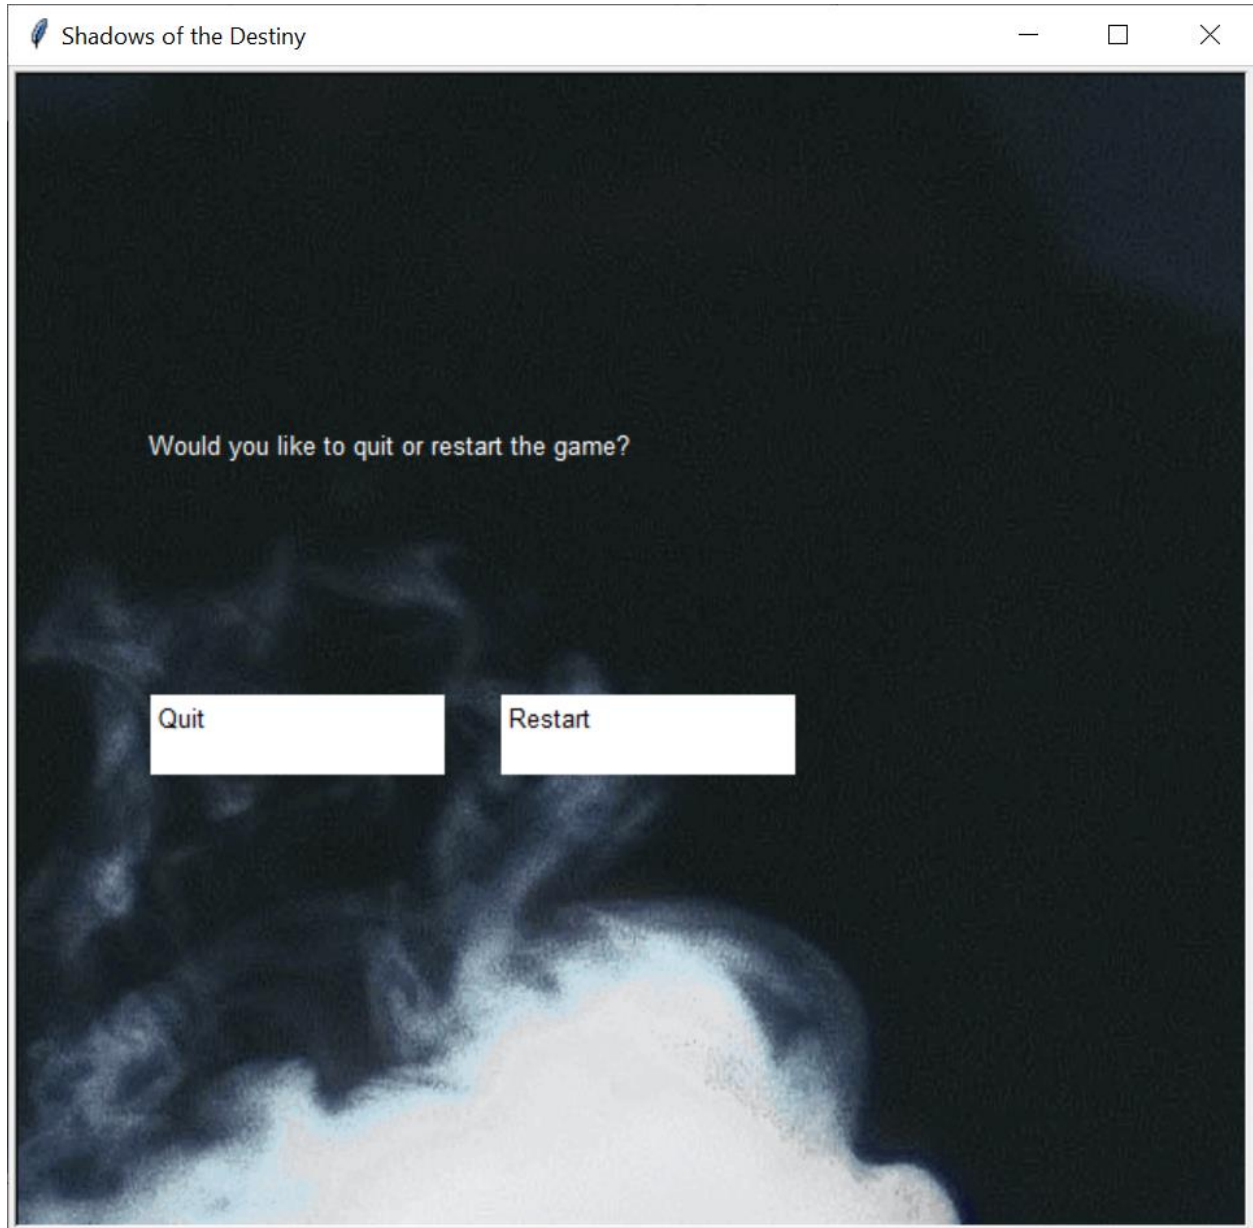 Shadows of the Destiny
Would you like to quit or restart the game?
Quit
Restart